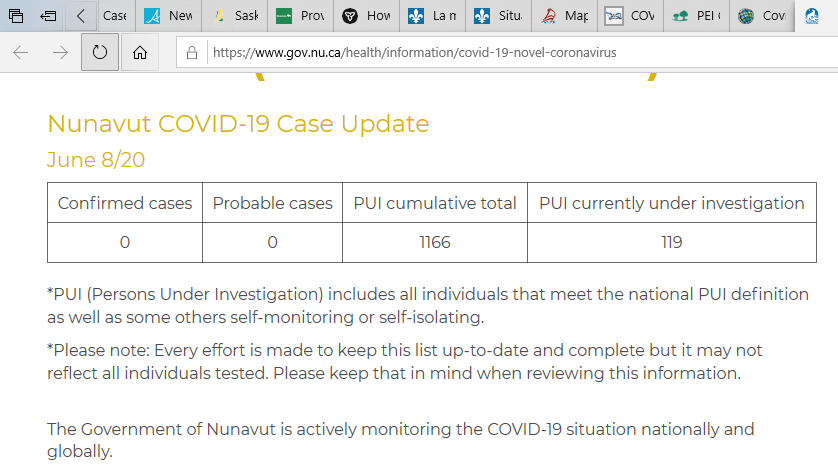 Case
New
Sask
Prov
How
La n
Situ
Map
COV
PEI
Cov
https://www.gov.nu.ca/health/information/covid-19-novel-coronavirus
Nunavut COVID-19 Case Update
June 8/20
Confirmed cases Probable cases PUI cumulative total PUI currently under investigation
0 0 1166 119
*PUI (Persons Under Investigation) includes all individuals that meet the national PUI definition
as well as some others self-monitoring or self-isolating.
*Please note: Every effort is made to keep this list up-to-date and complete but it may not
reflect all individuals tested. Please keep that in mind when reviewing this information.
The Government of Nunavut is actively monitoring the COVID-19 situation nationally and
globally.